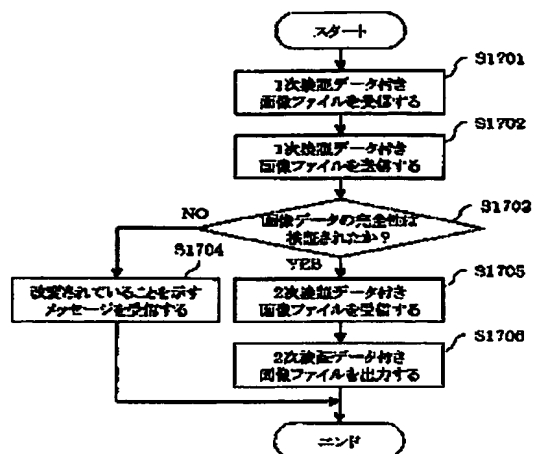 スタート
S1701
1次検証データ付き
画像ファイルを受信する
S1702
1次検証データ付き
画像ファイルを送信する
S1703
画像データの完全性は
検証されたか?
NO
YES
S1704
改変されていることを示す
メッセージを受信する
S1705
2次検証データ付き
画像ファイルを受信する
S1706
2次検証データ付き
画像ファイルを出力する
エンド